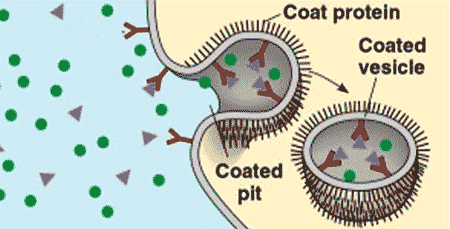 Coat protein
Coated
vesicle
Coated
pit